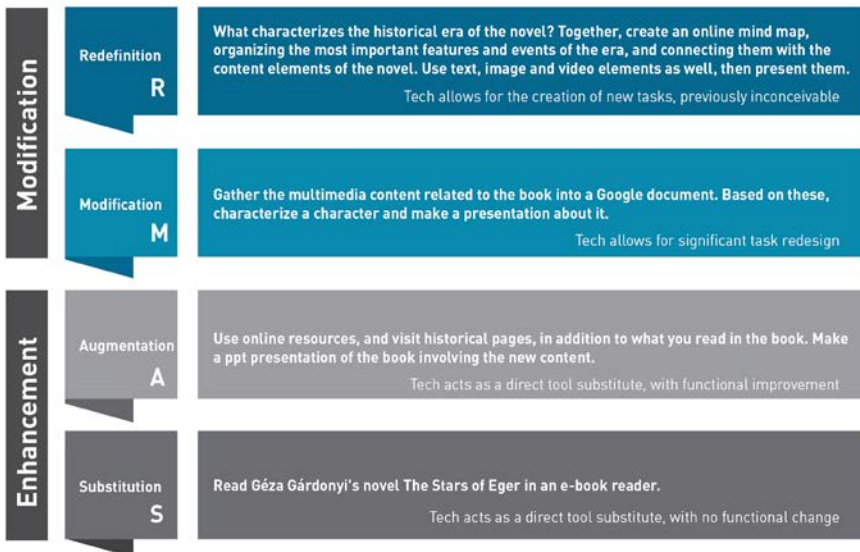 Modification
Redefinition
R
What characterizes the historical era of the novel? Together, create an online mind map,
organizing the most important features and events of the era, and connecting them with the
content elements of the novel. Use text, image and video elements as well, then present them.
Tech allows for the creation of new tasks, previously inconceivable
Modification
M
Gather the multimedia content related to the book into a Google document. Based on these,
characterize a character and make a presentation about it.
Tech allows for significant task redesign
Enhancement
Augmentation
A
Use online resources, and visit historical pages, in addition to what you read in the book. Make
a ppt presentation of the book involving the new content.
Tech acts as a direct tool substitute, with functional improvement
Substitution
S
Read Géza Gárdonyi's novel The Stars of Eger in an e-book reader.
Tech acts as a direct tool substitute, with no functional change